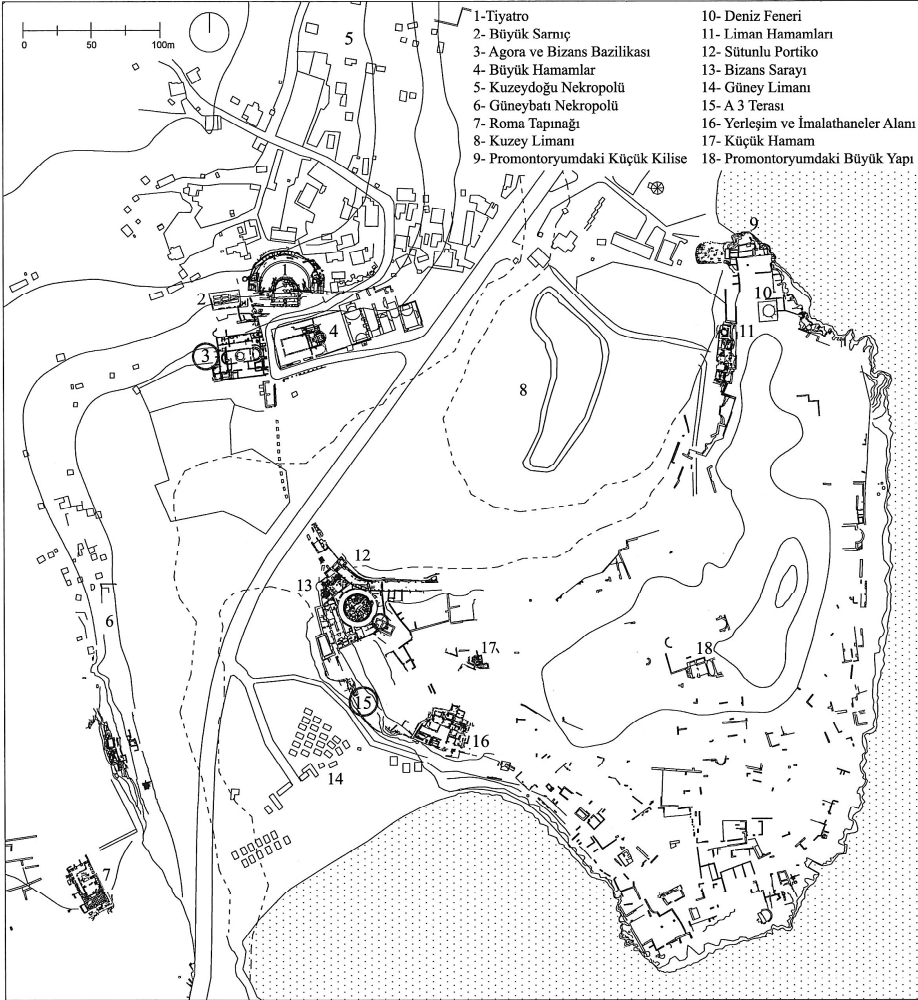 0 50 100m
1-Tiyatro
2- Büyük Sarnıç
3- Agora ve Bizans Bazilikası
4- Büyük Hamamlar
5- Kuzeydoğu Nekropolü
6- Güneybatı Nekropolü
7- Roma Tapınağı
8- Kuzey Limanı
9- Promontoryumdaki Küçük Kilise
10- Deniz Feneri
11- Liman Hamamları
12- Sütunlu Portiko
13- Bizans Sarayı
14- Güney Limanı
15- A 3 Terası
16- Yerleşim ve İmalathaneler Alanı
17- Küçük Hamam
18- Promontoryumdaki Büyük Yapı
5
9
1
2
10
4
11
3
8
12
13
6
17
18
15
16
14
7